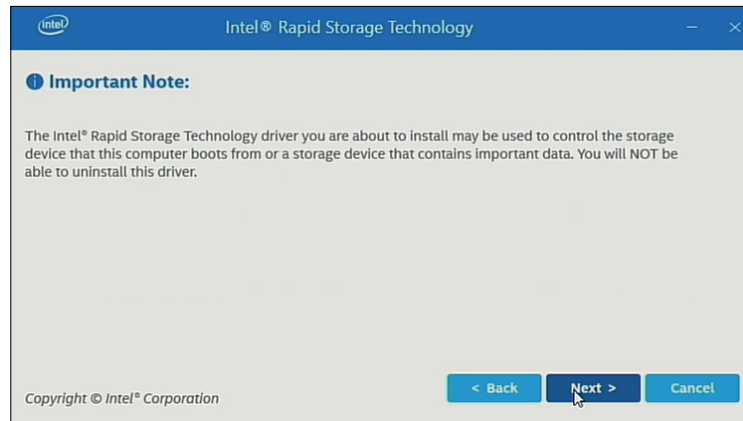 intel Intel® Rapid Storage Technology
Important Note:
The Intel® Rapid Storage Technology driver you are about to install may be used to control the storage
device that this computer boots from or a storage device that contains important data. You will NOT be
able to uninstall this driver.
< Back Next > Cancel
Copyright © Intel® Corporation